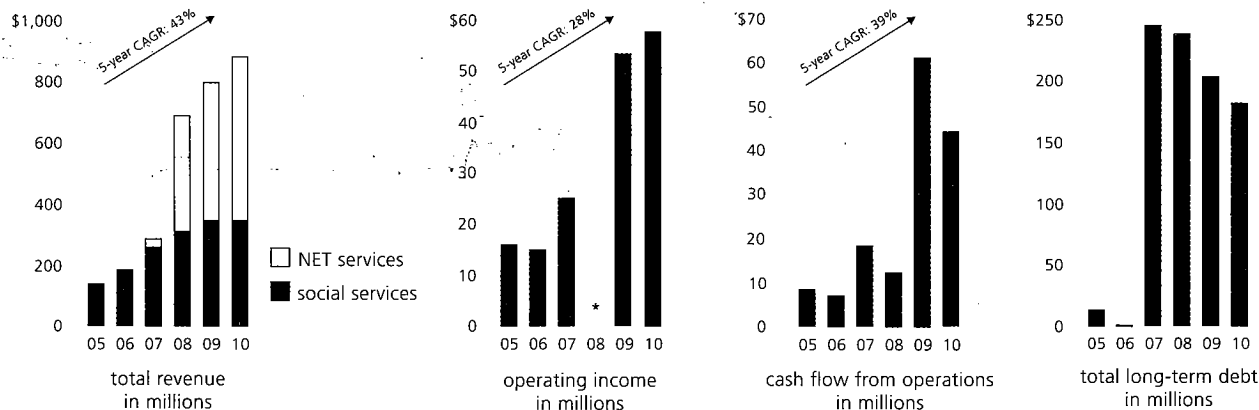 $1,000
800
600
400
200
0
5-year CAGR: 43%
05 06 07 08 09 10
total revenue
in millions
NET services
social services
$60
50
40
30
20
10
0
5-year CAGR: 28%
*
05 06 07 08 09 10
operating income
in millions
$70
60
50
40
30
20
10
0
5-year CAGR: 39%
05 06 07 08 09 10
cash flow from operations
in millions
$250
200
150
100
50
0
05 06 07 08 09 10
total long-term debt
in millions